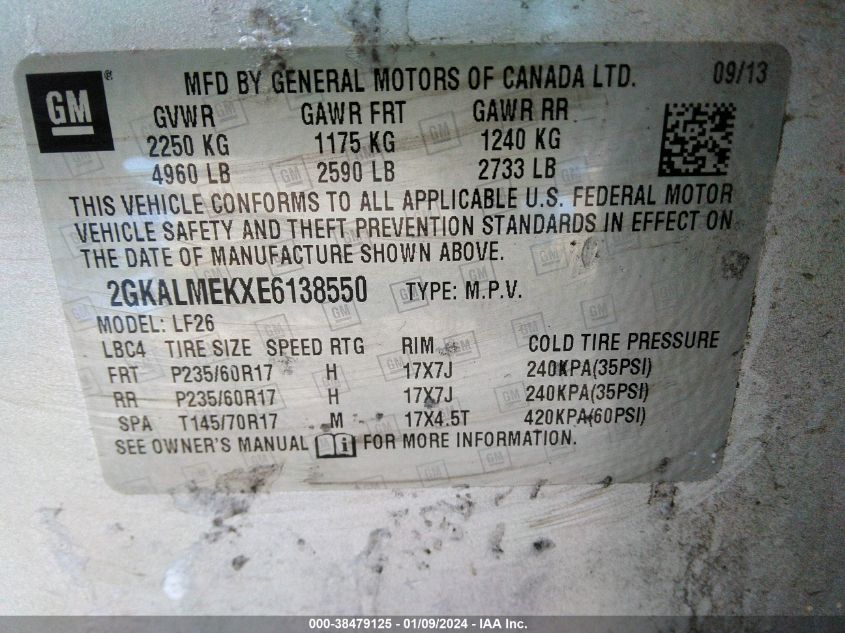 GM ® MFD BY GENERAL MOTORS OF CANADA LTD. 09/13
GVWR GAWR FRT GAWR RR
2250 KG 1175 KG 1240 KG
4960 LB 2590 LB 2733 LB
THIS VEHICLE CONFORMS TO ALL APPLICABLE U.S. FEDERAL MOTOR
VEHICLE SAFETY AND THEFT PREVENTION STANDARDS IN EFFECT ON
THE DATE OF MANUFACTURE SHOWN ABOVE.
2GKALMEKXE6138550 TYPE: M.P.V.
MODEL: LF26
LBC4 TIRE SIZE SPEED RTG RIM COLD TIRE PRESSURE
FRT P235/60R17 H 17X7J 240KPA(35PSI)
RR P235/60R17 H 17X7J 240KPA(35PSI)
SPA T145/70R17 M 17X4.5T 420KPA(60PSI)
SEE OWNER'S MANUAL FOR MORE INFORMATION.
000-38479125 - 01/09/2024 - IAA Inc.